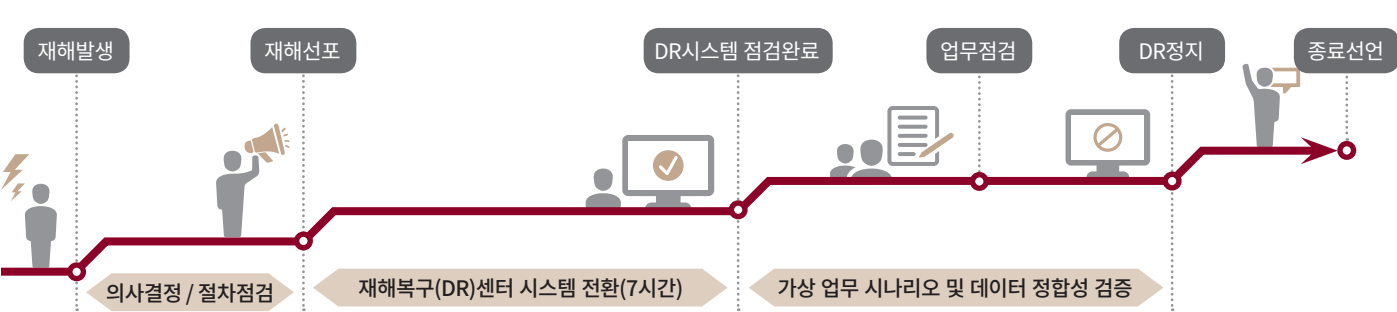 재해발생
재해선포
DR시스템 점검완료
업무점검
DR정지
종료선언
의사결정 / 절차점검
재해복구(DR)센터 시스템 전환(7시간)
가상 업무 시나리오 및 데이터 정합성 검증